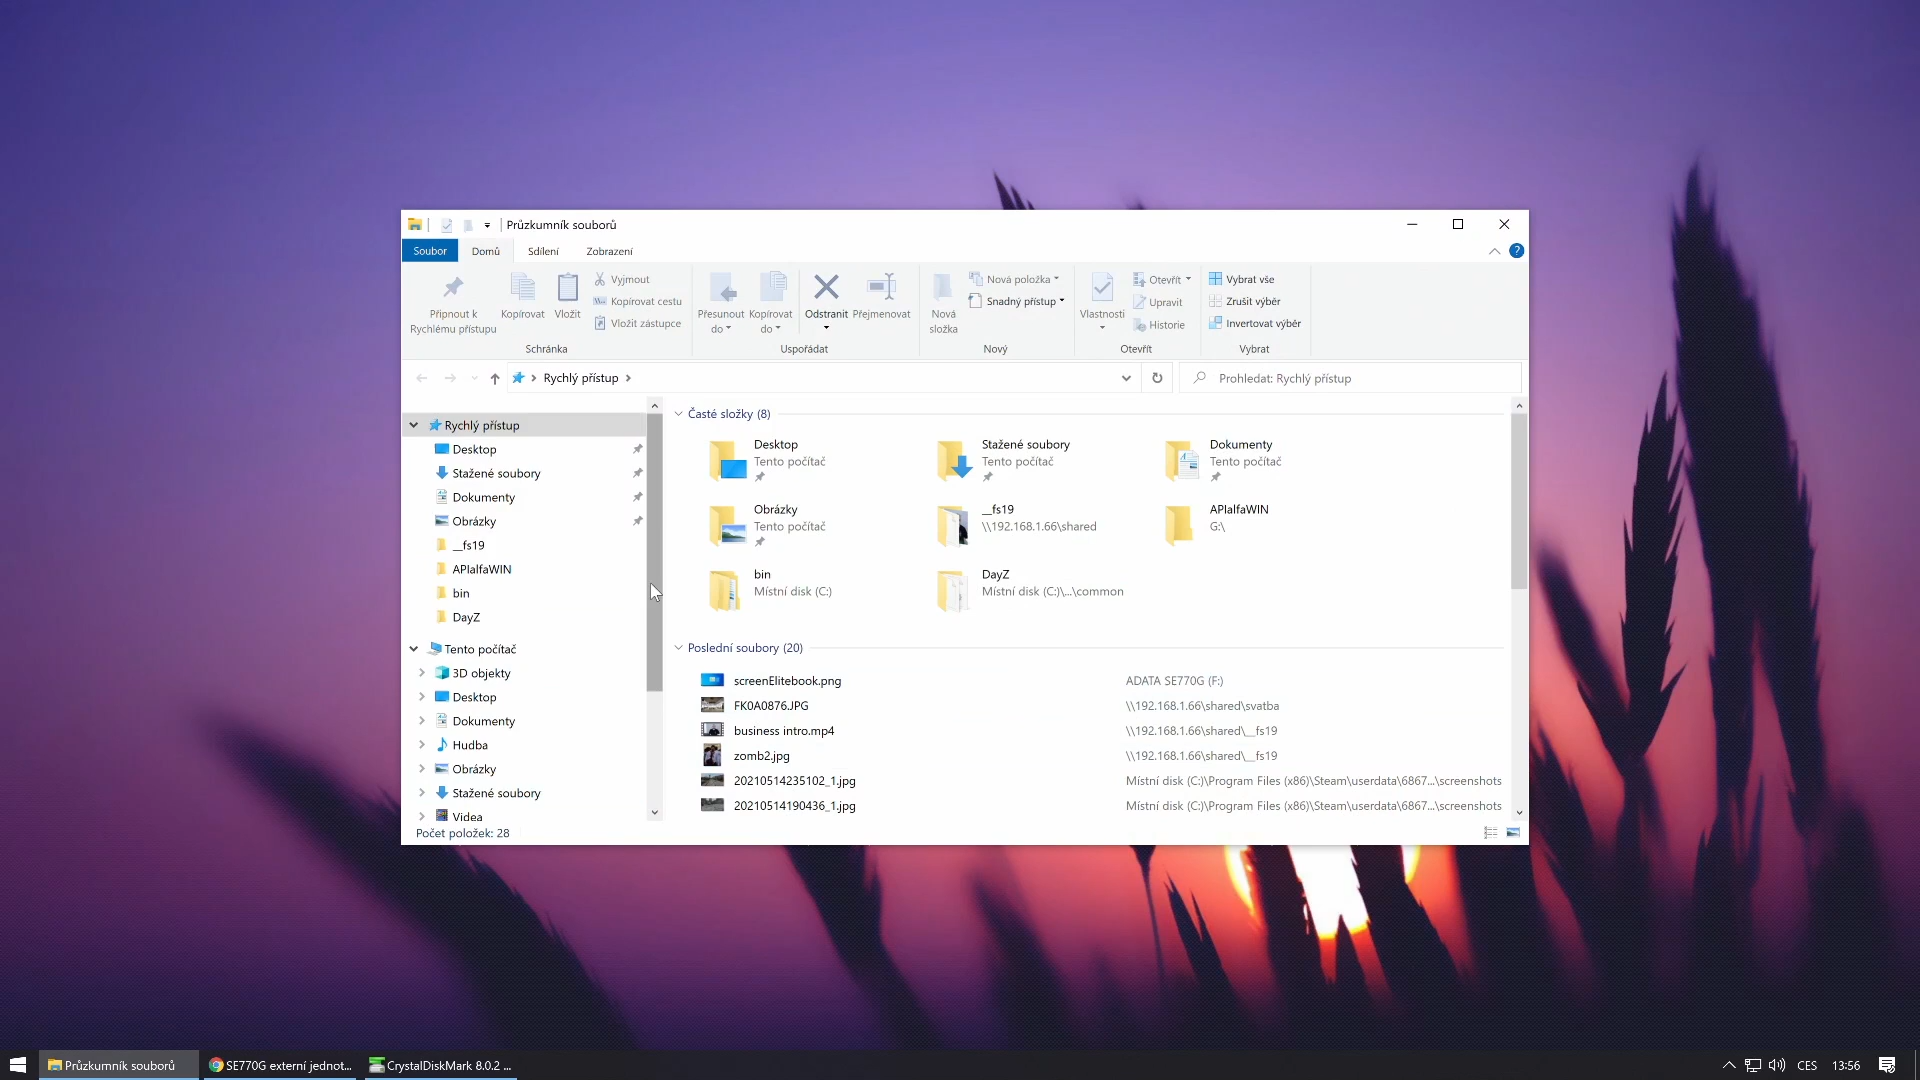 Průzkumník souborů
Soubor Domů Sdílení Zobrazení
Připnout k Rychlému přístupu
Kopírovat
Vložit
Vyjmout
Kopírovat cestu
Vložit zástupce
Schránka
Přesunout do
Kopírovat do
Odstranit
Přejmenovat
Uspořádat
Nová složka
Nová položka
Snadný přístup
Nový
Vlastnosti
Otevřít
Upravit
Historie
Otevřít
Vybrat vše
Zrušit výběr
Invertovat výběr
Vybrat
Rychlý přístup
Prohledat: Rychlý přístup
Rychlý přístup
Desktop
Stažené soubory
Dokumenty
Obrázky
__fs19
APIalfaWIN
bin
DayZ
Tento počítač
3D objekty
Desktop
Dokumenty
Hudba
Obrázky
Stažené soubory
Videa
Časté složky (8)
Desktop
Tento počítač
Stažené soubory
Tento počítač
Dokumenty
Tento počítač
Obrázky
Tento počítač
__fs19
\\192.168.1.66\shared
APIalfaWIN
G:\
bin
Místní disk (C:)
DayZ
Místní disk (C:)\...\common
Poslední soubory (20)
screenElitebook.png ADATA SE770G (F:)
FK0A0876.JPG \\192.168.1.66\shared\svatba
business intro.mp4 \\192.168.1.66\shared\__fs19
zomb2.jpg \\192.168.1.66\shared\__fs19
20210514235102_1.jpg Místní disk (C:)\Program Files (x86)\Steam\userdata\6867...\screenshots
20210514190436_1.jpg Místní disk (C:)\Program Files (x86)\Steam\userdata\6867...\screenshots
Počet položek: 28
Průzkumník souborů SE770G externí jednot... CrystalDiskMark 8.0.2 ... CES 13:56